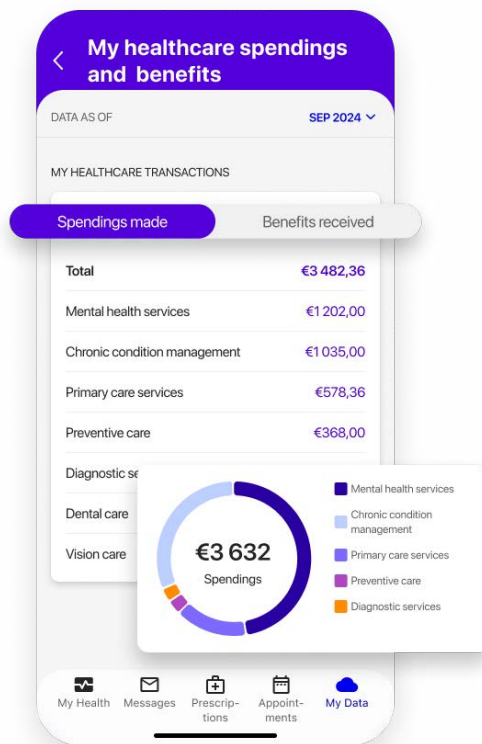 My healthcare spendings
and benefits
DATA AS OF SEP 2024
MY HEALTHCARE TRANSACTIONS
Spendings made Benefits received
Total €3 482,36
Mental health services €1 202,00
Chronic condition management €1 035,00
Primary care services €578,36
Preventive care €368,00
Diagnostic se
Dental care
Vision care
€3 632
Spendings
Mental health services
Chronic condition
management
Primary care services
Preventive care
Diagnostic services
My Health Messages Prescrip- Appoint- My Data
tions ments